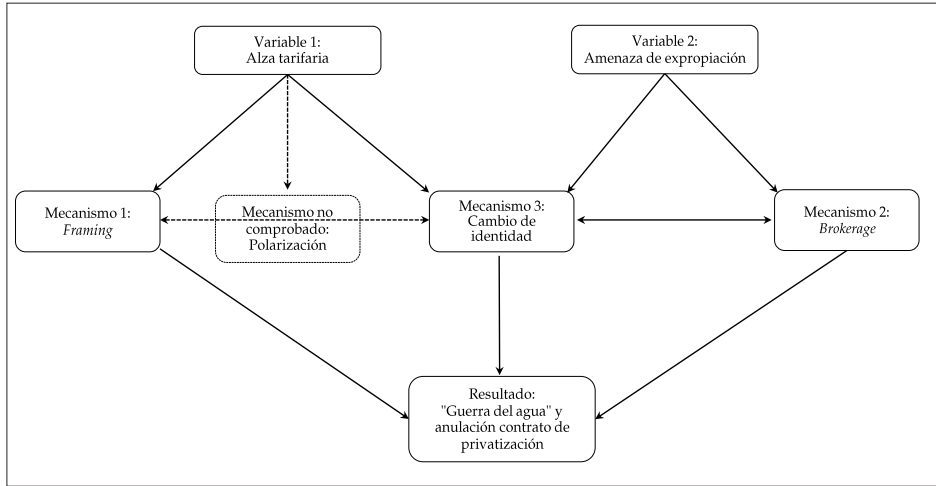 Variable 1:
Alza tarifaria
Variable 2:
Amenaza de expropiación
Mecanismo 1:
Framing
Mecanismo no
comprobado:
Polarización
Mecanismo 3:
Cambio de
identidad
Mecanismo 2:
Brokerage
Resultado:
"Guerra del agua" y
anulación contrato de
privatización